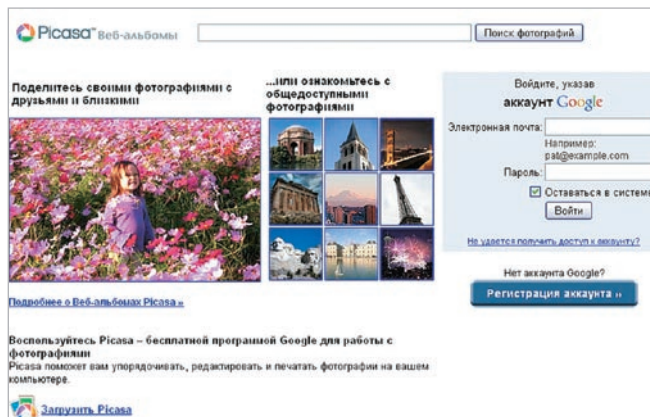 Picasa™ Веб-альбомы
Поиск фотографий
Поделитесь своими фотографиями с
друзьями и близкими
...или ознакомьтесь с
общедоступными
фотографиями
Подробнее о Веб-альбомах Picasa »
Воспользуйтесь Picasa – бесплатной программой Google для работы с
фотографиями
Picasa поможет вам упорядочивать, редактировать и печатать фотографии на вашем
компьютере.
Загрузить Picasa
Войдите, указав
аккаунт Google
Электронная почта:
Например:
pat@example.com
Пароль:
Оставаться в системе
Войти
Не удается получить доступ к аккаунту?
Нет аккаунта Google?
Регистрация аккаунта »